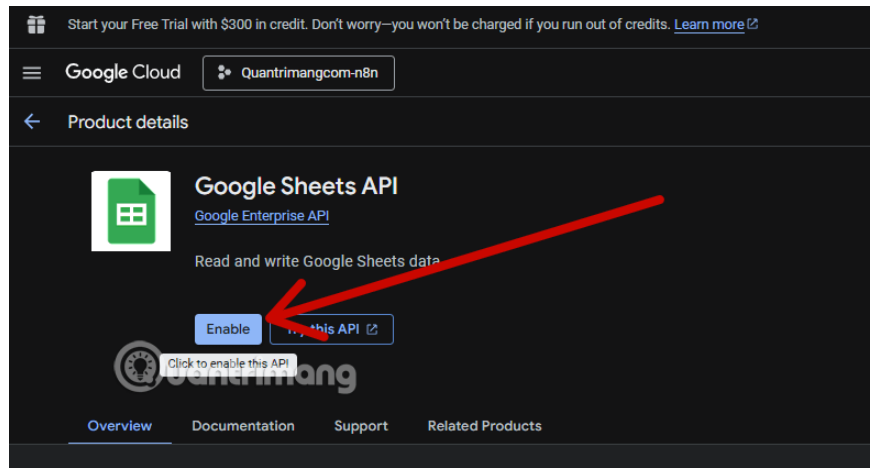 Start your Free Trial with $300 in credit. Don't worry—you won't be charged if you run out of credits. Learn more
Google Cloud
Quantrimangcom-n8n
Product details
Google Sheets API
Google Enterprise API
Read and write Google Sheets data
Enable
Try this API
Click to enable this API
Quantrimang
Overview
Documentation
Support
Related Products